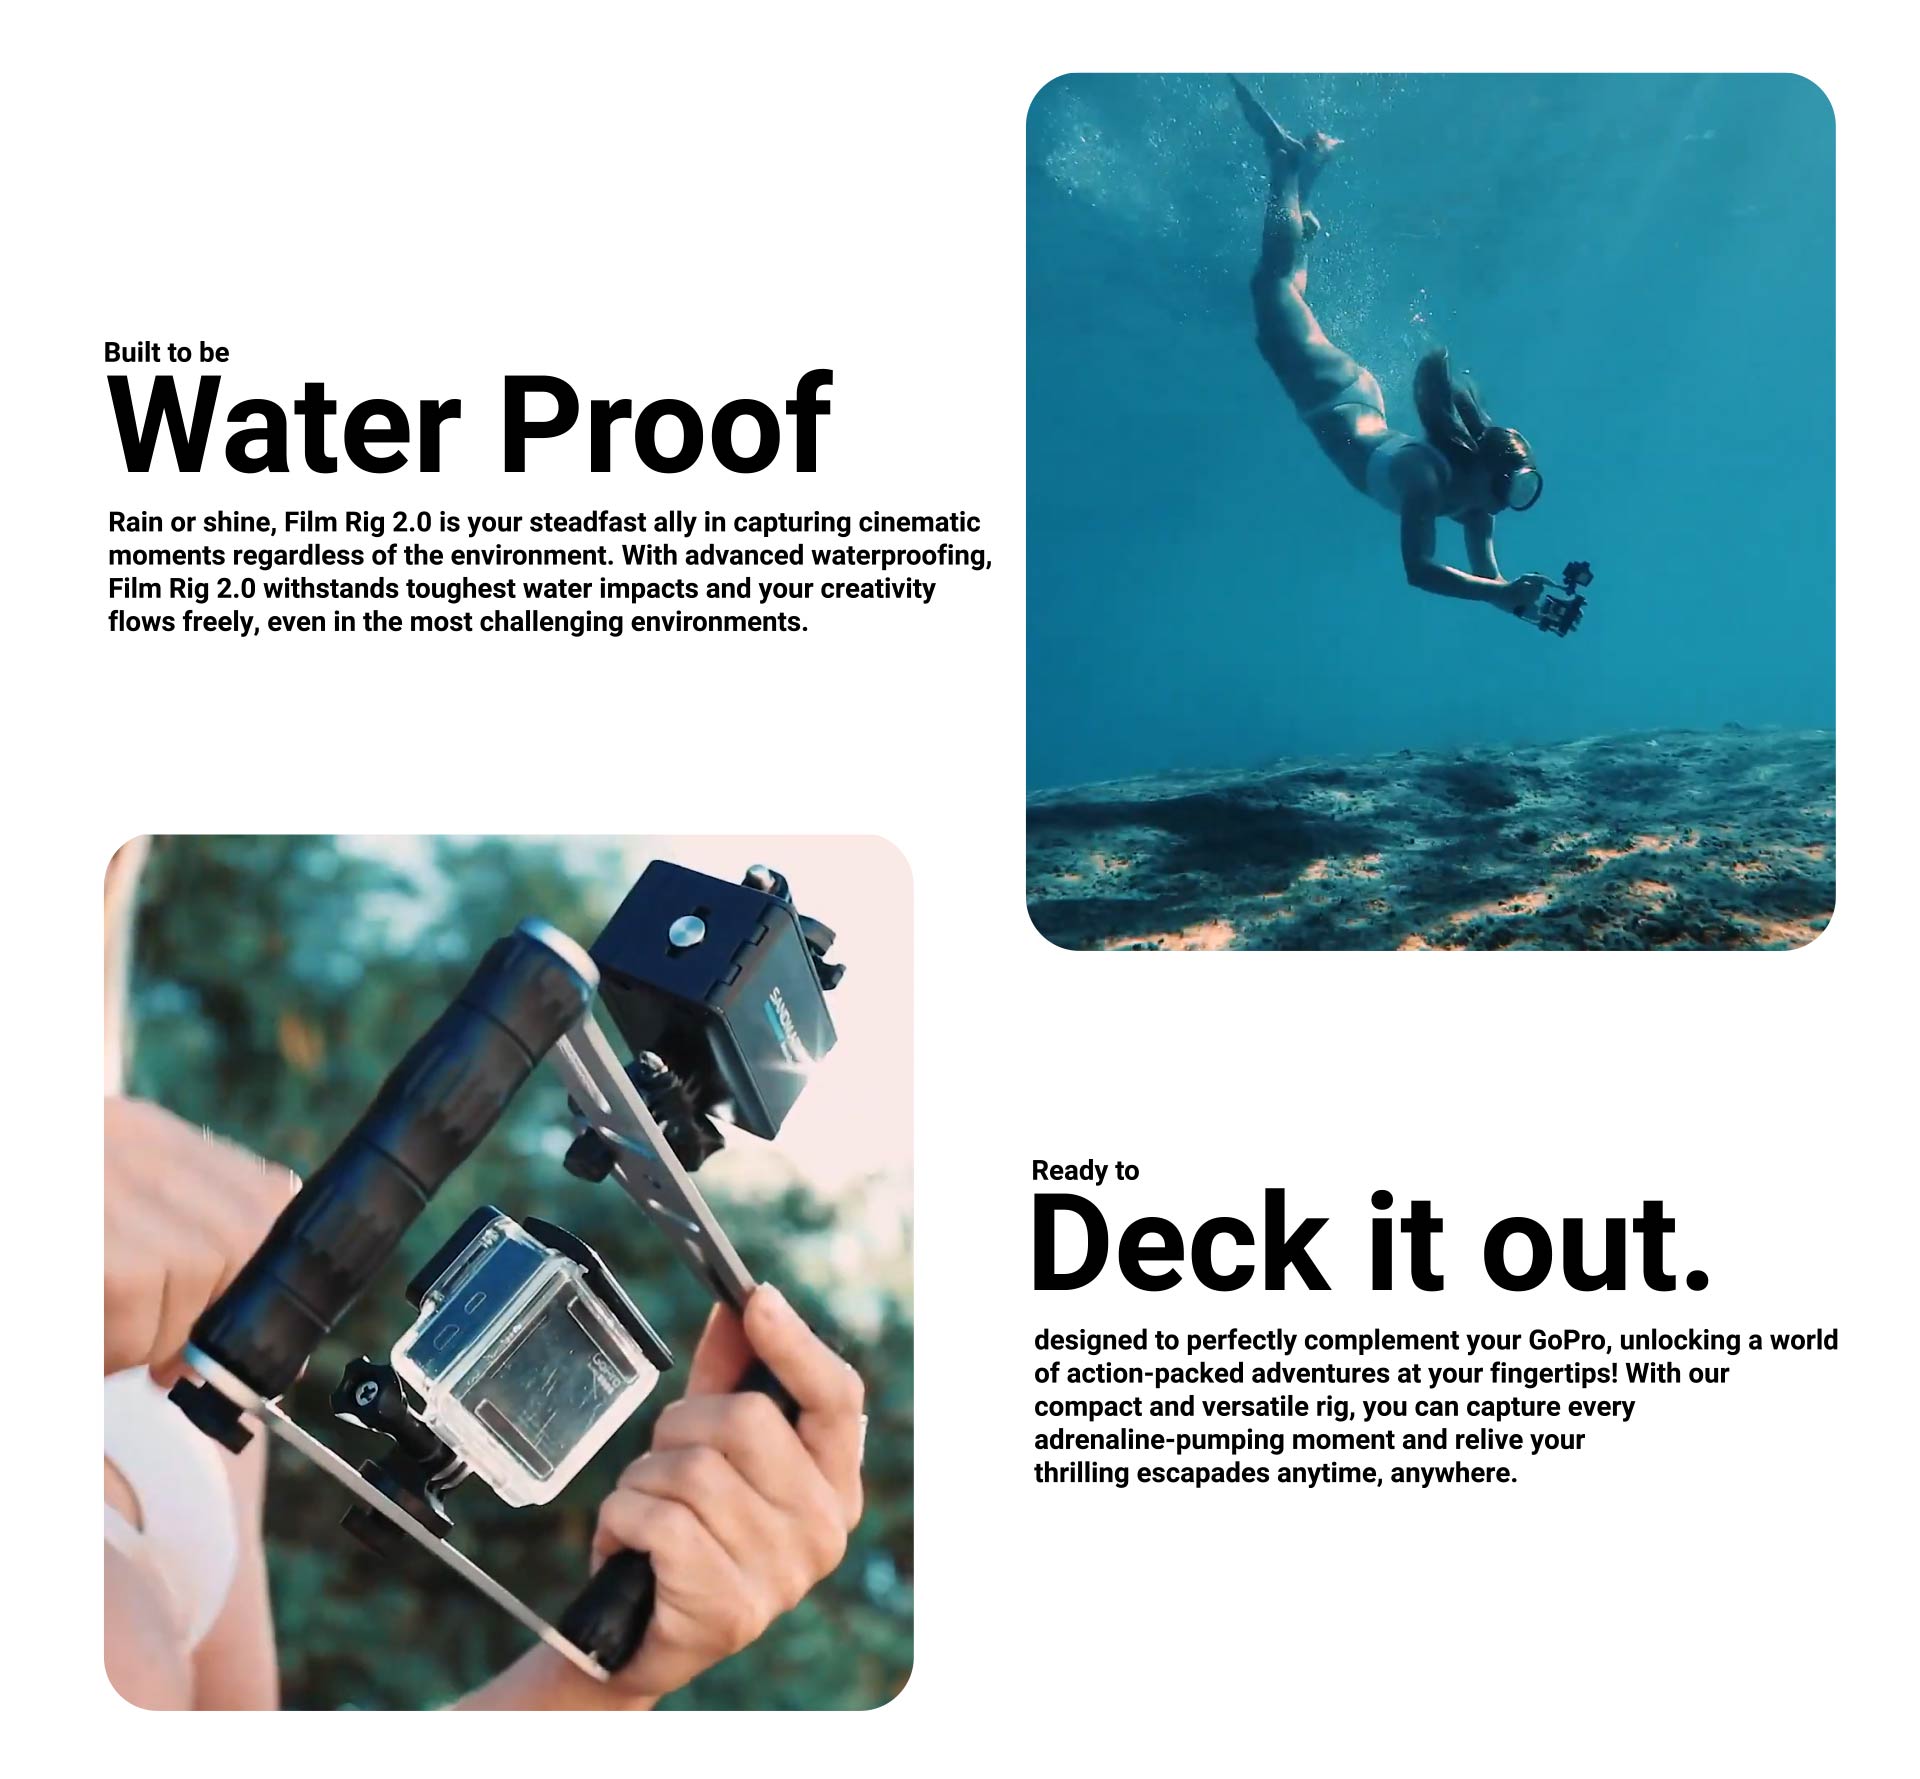 Built to be
Water Proof
Rain or shine, Film Rig 2.0 is your steadfast ally in capturing cinematic
moments regardless of the environment. With advanced waterproofing,
Film Rig 2.0 withstands toughest water impacts and your creativity
flows freely, even in the most challenging environments.
Ready to
Deck it out.
designed to perfectly complement your GoPro, unlocking a world
of action-packed adventures at your fingertips! With our
compact and versatile rig, you can capture every
adrenaline-pumping moment and relive your
thrilling escapades anytime, anywhere.
GoPro